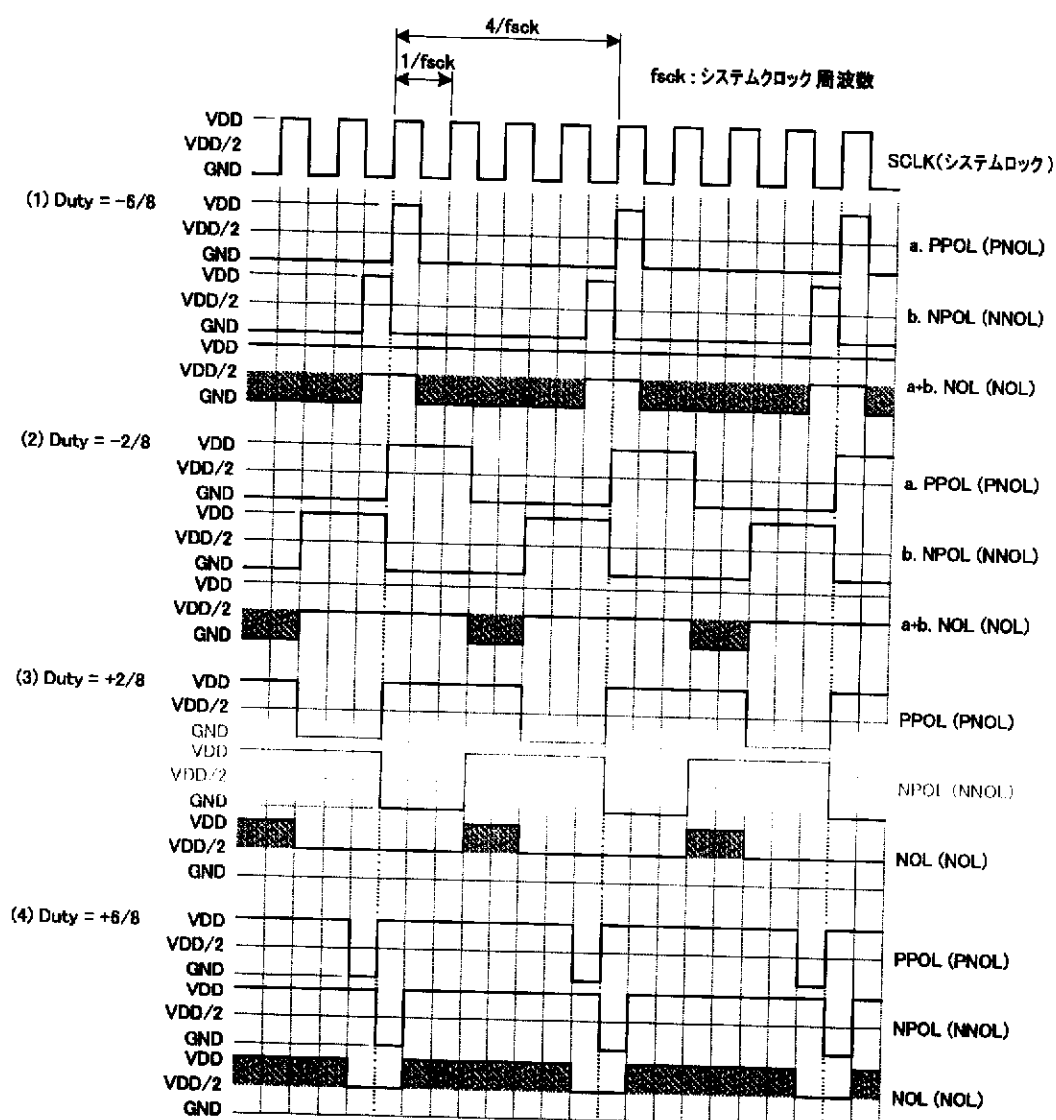 4/fsck
1/fsck
fsck : システムクロック周波数
VDD
VDD/2
GND
SCLK(システムロック)
(1) Duty = -6/8
VDD
VDD/2
GND
a. PPOL (PNOL)
VDD
VDD/2
GND
b. NPOL (NNOL)
VDD
VDD/2
GND
a+b. NOL (NOL)
(2) Duty = -2/8
VDD
VDD/2
GND
a. PPOL (PNOL)
VDD
VDD/2
GND
b. NPOL (NNOL)
VDD
VDD/2
GND
a+b. NOL (NOL)
(3) Duty = +2/8
VDD
VDD/2
GND
PPOL (PNOL)
VDD
VDD/2
GND
NPOL (NNOL)
VDD
VDD/2
GND
NOL (NOL)
(4) Duty = +6/8
VDD
VDD/2
GND
PPOL (PNOL)
VDD
VDD/2
GND
NPOL (NNOL)
VDD
VDD/2
GND
NOL (NOL)